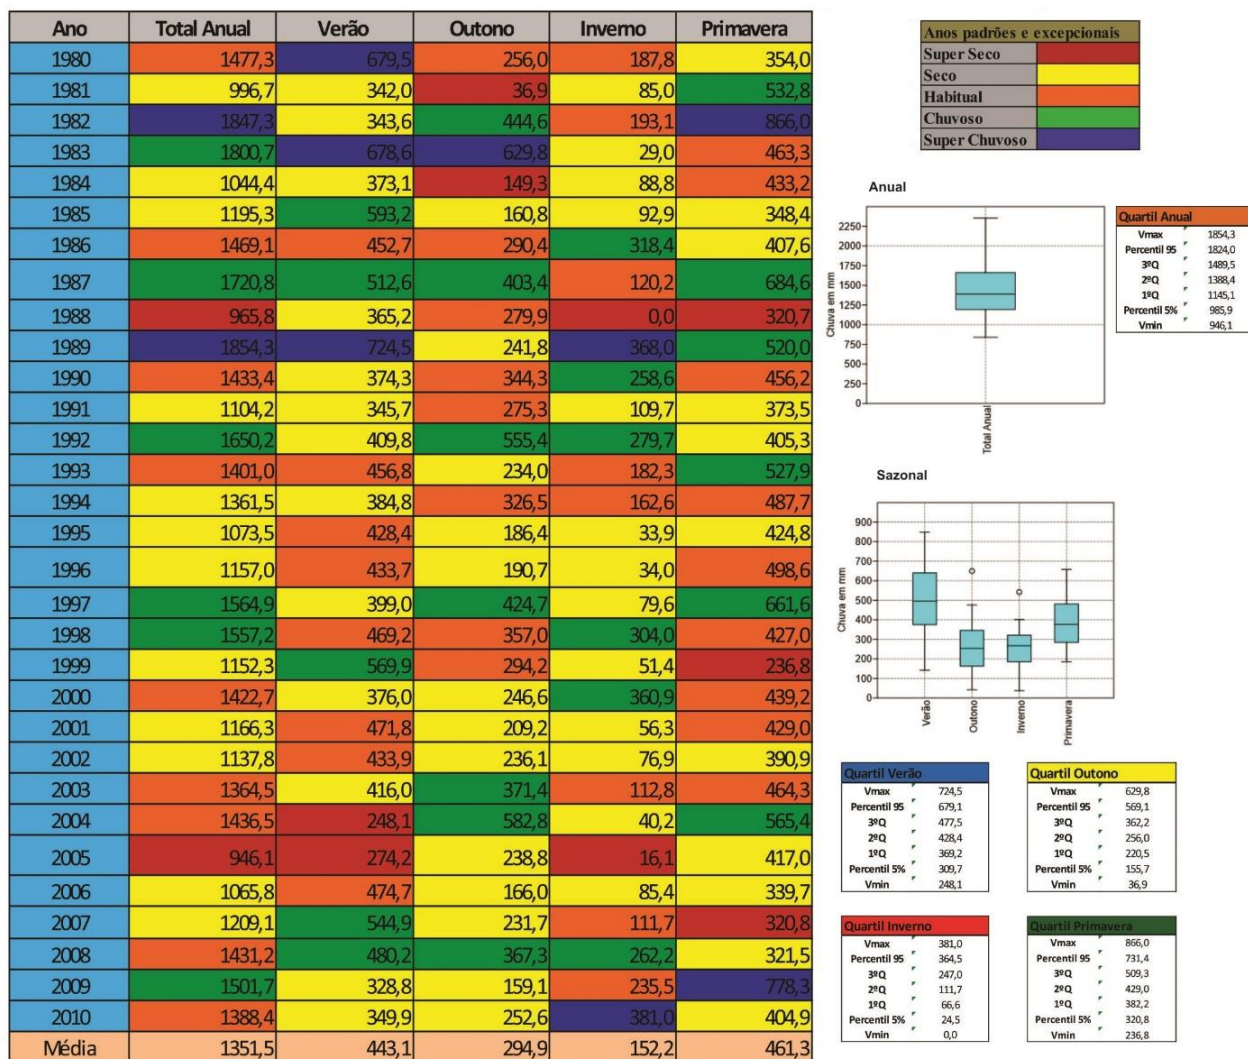 Ano Total Anual Verão Outono Inverno Primavera
1980 1477,3 679,5 256,0 187,8 354,0
1981 996,7 342,0 36,9 85,0 532,8
1982 1847,3 343,6 444,6 193,1 866,0
1983 1800,7 678,6 629,8 29,0 463,3
1984 1044,4 373,1 149,3 88,8 433,2
1985 1195,3 593,2 160,8 92,9 348,4
1986 1469,1 452,7 290,4 318,4 407,6
1987 1720,8 512,6 403,4 120,2 684,6
1988 965,8 365,2 279,9 0,0 320,7
1989 1854,3 724,5 241,8 368,0 520,0
1990 1433,4 374,3 344,3 258,6 456,2
1991 1104,2 345,7 275,3 109,7 373,5
1992 1650,2 409,8 555,4 279,7 405,3
1993 1401,0 456,8 234,0 182,3 527,9
1994 1361,5 384,8 326,5 162,6 487,7
1995 1073,5 428,4 186,4 33,9 424,8
1996 1157,0 433,7 190,7 34,0 498,6
1997 1564,9 399,0 424,7 79,6 661,6
1998 1557,2 469,2 357,0 304,0 427,0
1999 1152,3 569,9 294,2 51,4 236,8
2000 1422,7 376,0 246,6 360,9 439,2
2001 1166,3 471,8 209,2 56,3 429,0
2002 1137,8 433,9 236,1 76,9 390,9
2003 1364,5 416,0 371,4 112,8 464,3
2004 1436,5 248,1 582,8 40,2 565,4
2005 946,1 274,2 238,8 16,1 417,0
2006 1065,8 474,7 166,0 85,4 339,7
2007 1209,1 544,9 231,7 111,7 320,8
2008 1431,2 480,2 367,3 262,2 321,5
2009 1501,7 328,8 159,1 235,5 778,3
2010 1388,4 349,9 252,6 381,0 404,9
Média 1351,5 443,1 294,9 152,2 461,3
Anos padrões e excepcionais
Super Seco
Seco
Habitual
Chuvoso
Super Chuvoso
Anual
Chuva em mm
2250
2000
1750
1500
1250
1000
750
500
250
0
Total Anual
Quartil Anual
Vmax 1854,3
Percentil 95 1824,0
3ºQ 1489,5
2ºQ 1388,4
1ºQ 1145,1
Percentil 5% 985,9
Vmin 946,1
Sazonal
Chuva em mm
900
800
700
600
500
400
300
200
100
0
Verão
Outono
Inverno
Primavera
Quartil Verão
Vmax 724,5
Percentil 95 679,1
3ºQ 477,5
2ºQ 428,4
1ºQ 369,2
Percentil 5% 309,7
Vmin 248,1
Quartil Outono
Vmax 629,8
Percentil 95 569,1
3ºQ 362,2
2ºQ 256,0
1ºQ 220,5
Percentil 5% 155,7
Vmin 36,9
Quartil Inverno
Vmax 381,0
Percentil 95 364,5
3ºQ 247,0
2ºQ 111,7
1ºQ 66,6
Percentil 5% 24,5
Vmin 0,0
Quartil Primavera
Vmax 866,0
Percentil 95 731,4
3ºQ 509,3
2ºQ 429,0
1ºQ 382,2
Percentil 5% 320,8
Vmin 236,8